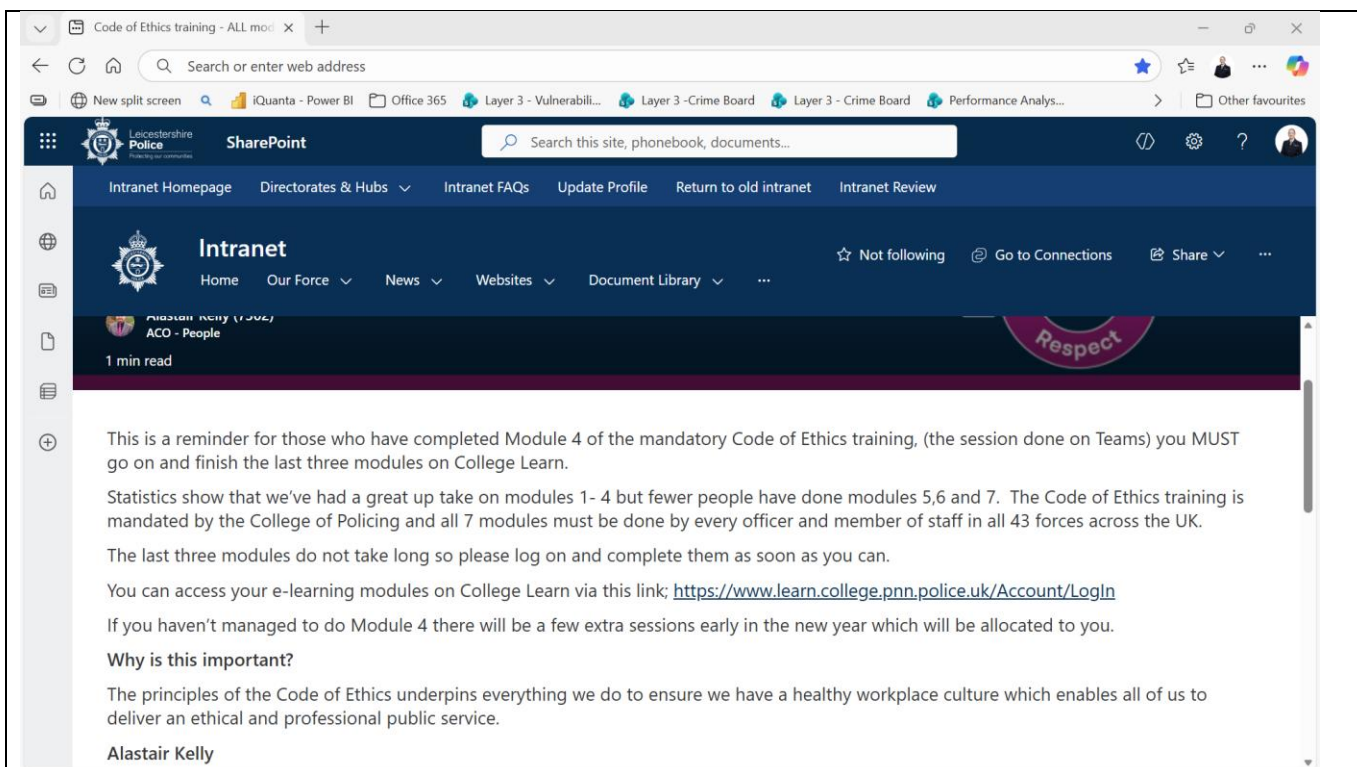 Code of Ethics training - ALL mod
Search or enter web address
New split screen iQuanta - Power BI Office 365 Layer 3 - Vulnerabili... Layer 3 -Crime Board Layer 3 - Crime Board Performance Analys... Other favourites
Leicestershire
Police
Protecting our communities
SharePoint
Search this site, phonebook, documents...
Intranet Homepage Directorates & Hubs Intranet FAQs Update Profile Return to old intranet Intranet Review
Intranet
Not following Go to Connections Share ...
Home Our Force News Websites Document Library ...
Alastair Kelly
ACO - People
1 min read
Respect
This is a reminder for those who have completed Module 4 of the mandatory Code of Ethics training, (the session done on Teams) you MUST
go on and finish the last three modules on College Learn.
Statistics show that we've had a great up take on modules 1- 4 but fewer people have done modules 5,6 and 7. The Code of Ethics training is
mandated by the College of Policing and all 7 modules must be done by every officer and member of staff in all 43 forces across the UK.
The last three modules do not take long so please log on and complete them as soon as you can.
You can access your e-learning modules on College Learn via this link; https://www.learn.college.pnn.police.uk/Account/LogIn
If you haven't managed to do Module 4 there will be a few extra sessions early in the new year which will be allocated to you.
Why is this important?
The principles of the Code of Ethics underpins everything we do to ensure we have a healthy workplace culture which enables all of us to
deliver an ethical and professional public service.
Alastair Kelly